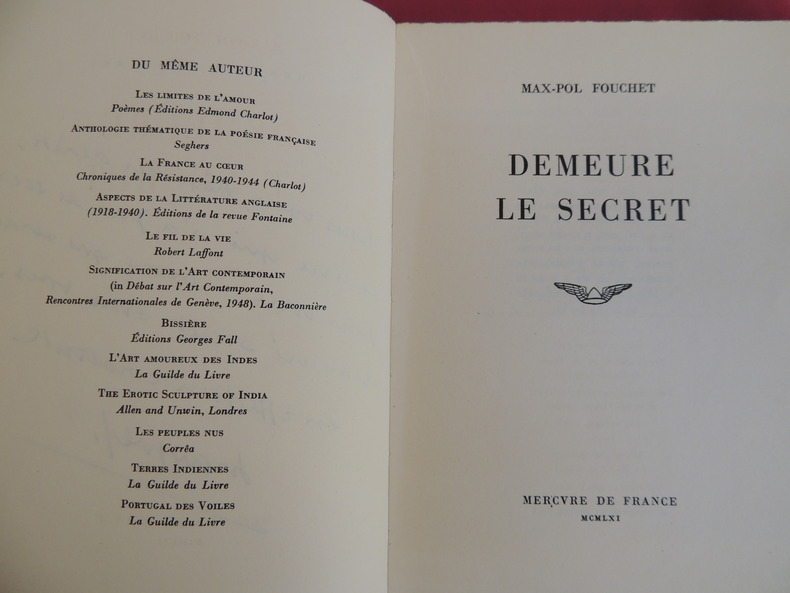 DU MÊME AUTEUR
LES LIMITES DE L'AMOUR
Poèmes (Éditions Edmond Charlot)
ANTHOLOGIE THÉMATIQUE DE LA POÉSIE FRANÇAISE
Seghers
LA FRANCE AU CŒUR
Chroniques de la Résistance, 1940-1944 (Charlot)
ASPECTS DE LA LITTÉRATURE ANGLAISE
(1918-1940). Éditions de la revue Fontaine
LE FIL DE LA VIE
Robert Laffont
SIGNIFICATION DE L'ART CONTEMPORAIN
(in Débat sur l'Art Contemporain,
Rencontres Internationales de Genève, 1948). La Baconnière
BISSIÈRE
Éditions Georges Fall
L'ART AMOUREUX DES INDES
La Guilde du Livre
THE EROTIC SCULPTURE OF INDIA
Allen and Unwin, Londres
LES PEUPLES NUS
Corrêa
TERRES INDIENNES
La Guilde du Livre
PORTUGAL DES VOILES
La Guilde du Livre
MAX-POL FOUCHET
DEMEURE
LE SECRET
MERCVRE DE FRANCE
MCMLXI